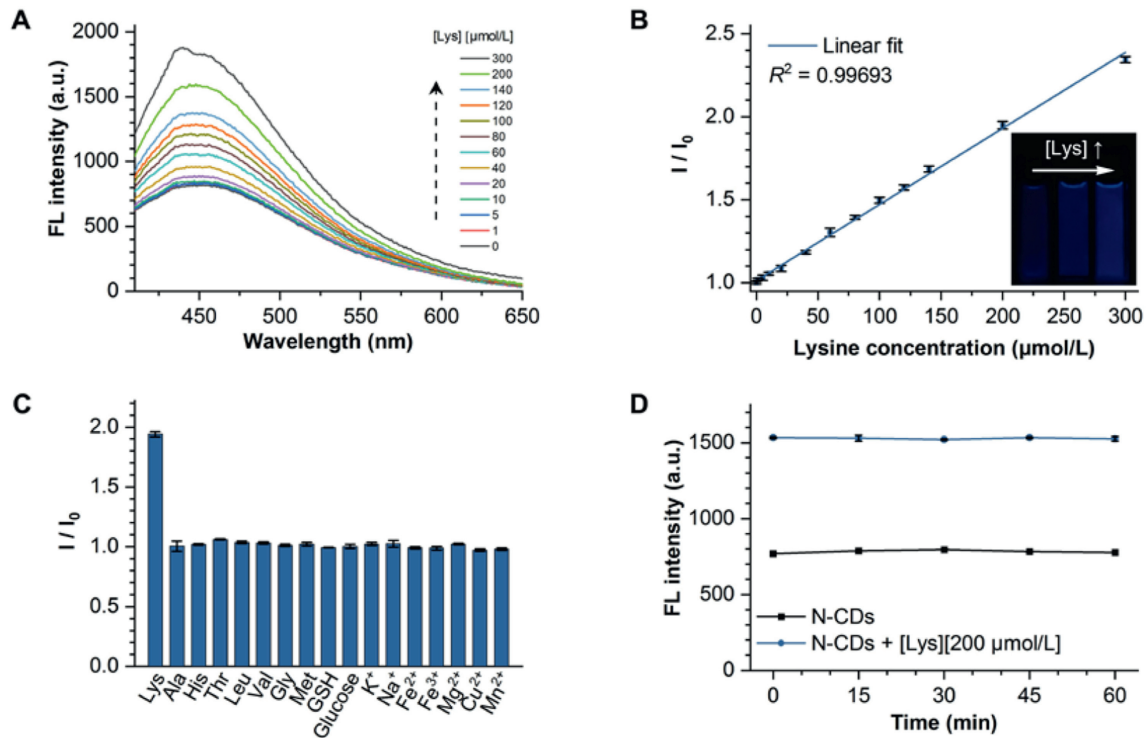 A
FL intensity (a.u.)
2000
1500
1000
500
0
450
500
550
600
650
Wavelength (nm)
[Lys] [µmol/L]
300
200
140
120
100
80
60
40
20
10
5
1
0
B
I / I₀
2.5
2.0
1.5
1.0
Linear fit
R² = 0.99693
[Lys] ↑
0
50
100
150
200
250
300
Lysine concentration (µmol/L)
C
I / I₀
2.0
1.5
1.0
0.5
0.0
Lys
Ala
His
Thr
Leu
Val
Gly
Met
GSH
Glucose
K⁺
Na⁺
Fe²⁺
Fe³⁺
Mg²⁺
Cu²⁺
Mn²⁺
D
FL intensity (a.u.)
1500
1000
500
0
N-CDs
N-CDs + [Lys][200 µmol/L]
0
15
30
45
60
Time (min)